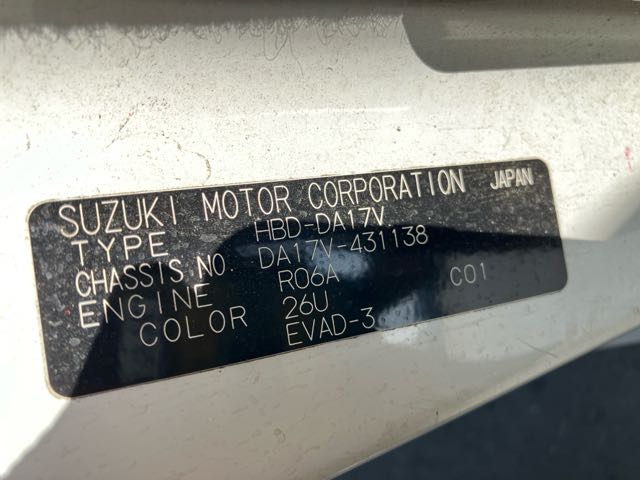 SUZUKI MOTOR CORPORATION JAPAN
TYPE HBD-DA17V
CHASSIS NO. DA17V-431138
ENGINE R06A C01
COLOR 26U
EVAD-3